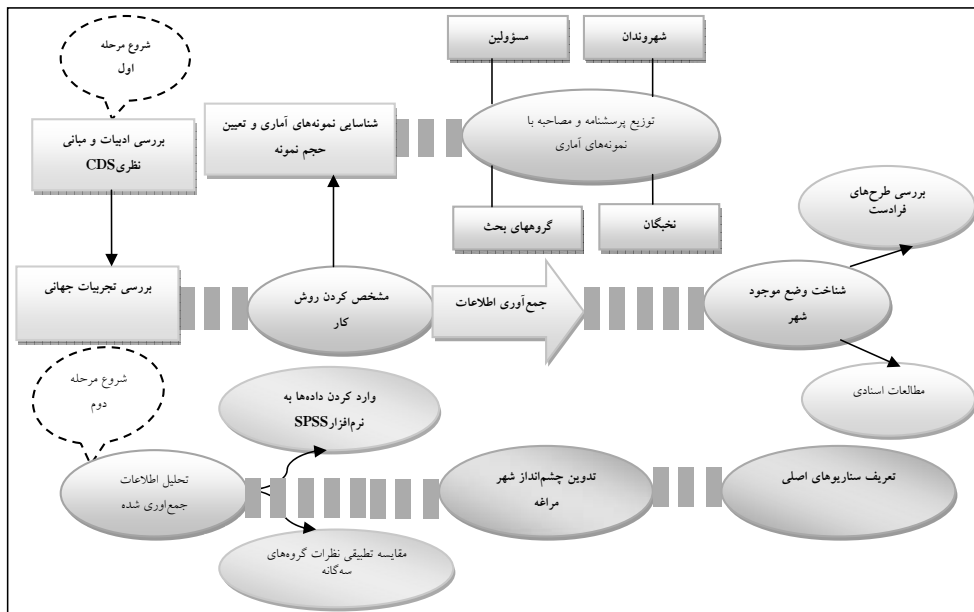 شروع مرحله
اول
مسؤولین
شهروندان
شناسایی نمونه‌های آماری و تعیین
حجم نمونه
توزیع پرسشنامه و مصاحبه با
نمونه‌های آماری
بررسی ادبیات و مبانی
نظریCDS
گروههای بحث
نخبگان
بررسی طرح‌های
فرادست
بررسی تجربیات جهانی
مشخص کردن روش
کار
جمع‌آوری اطلاعات
شناخت وضع موجود
شهر
شروع مرحله
دوم
مطالعات اسنادی
وارد کردن داده‌ها به
نرم‌افزارSPSS
تحلیل اطلاعات
جمع‌اوری شده
تدوین چشم‌انداز شهر
مراغه
تعریف سناریوهای اصلی
مقایسه تطبیقی نظرات گروه‌های
سه‌گانه